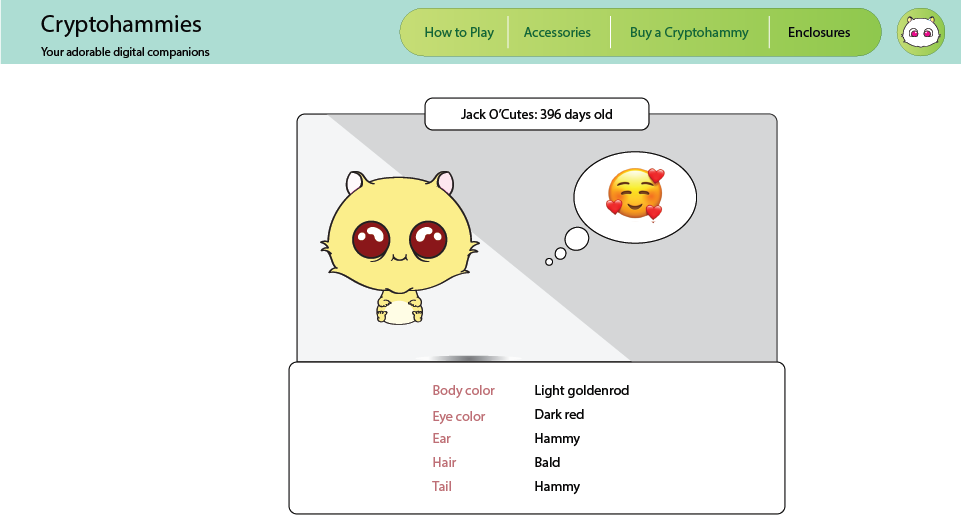 Cryptohammies
Your adorable digital companions
How to Play
Accessories
Buy a Cryptohammy
Enclosures
Jack O’Cutes: 396 days old
Body color Light goldenrod
Eye color Dark red
Ear Hammy
Hair Bald
Tail Hammy